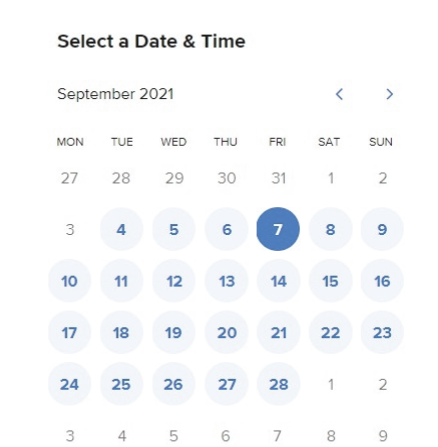 Select a Date & Time
September 2021
MON TUE WED THU FRI SAT SUN
27 28 29 30 31 1 2
3 4 5 6 7 8 9
10 11 12 13 14 15 16
17 18 19 20 21 22 23
24 25 26 27 28 1 2
3 4 5 6 7 8 9